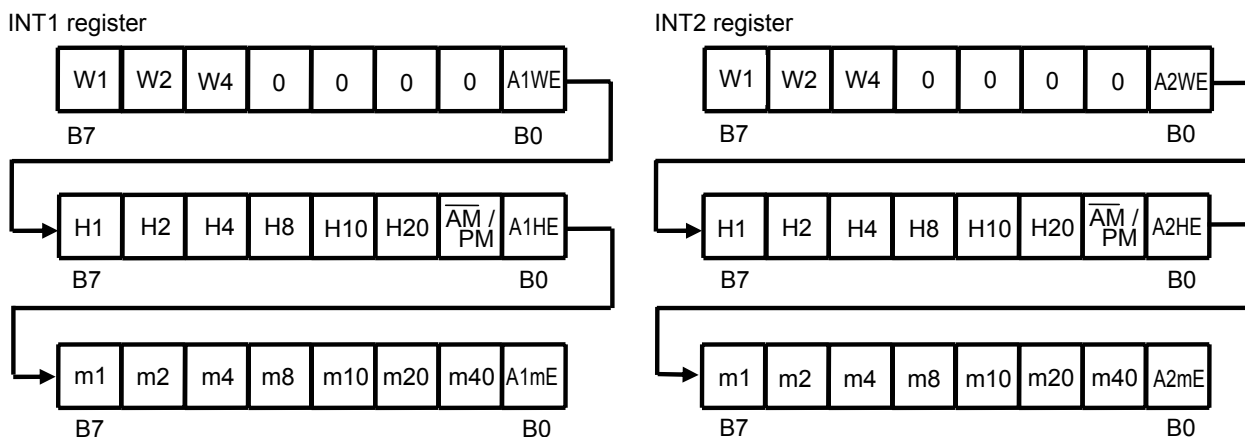 INT1 register
W1 W2 W4 0 0 0 0 A1WE
B7 B0
H1 H2 H4 H8 H10 H20 AM / PM A1HE
B7 B0
m1 m2 m4 m8 m10 m20 m40 A1mE
B7 B0
INT2 register
W1 W2 W4 0 0 0 0 A2WE
B7 B0
H1 H2 H4 H8 H10 H20 AM / PM A2HE
B7 B0
m1 m2 m4 m8 m10 m20 m40 A2mE
B7 B0